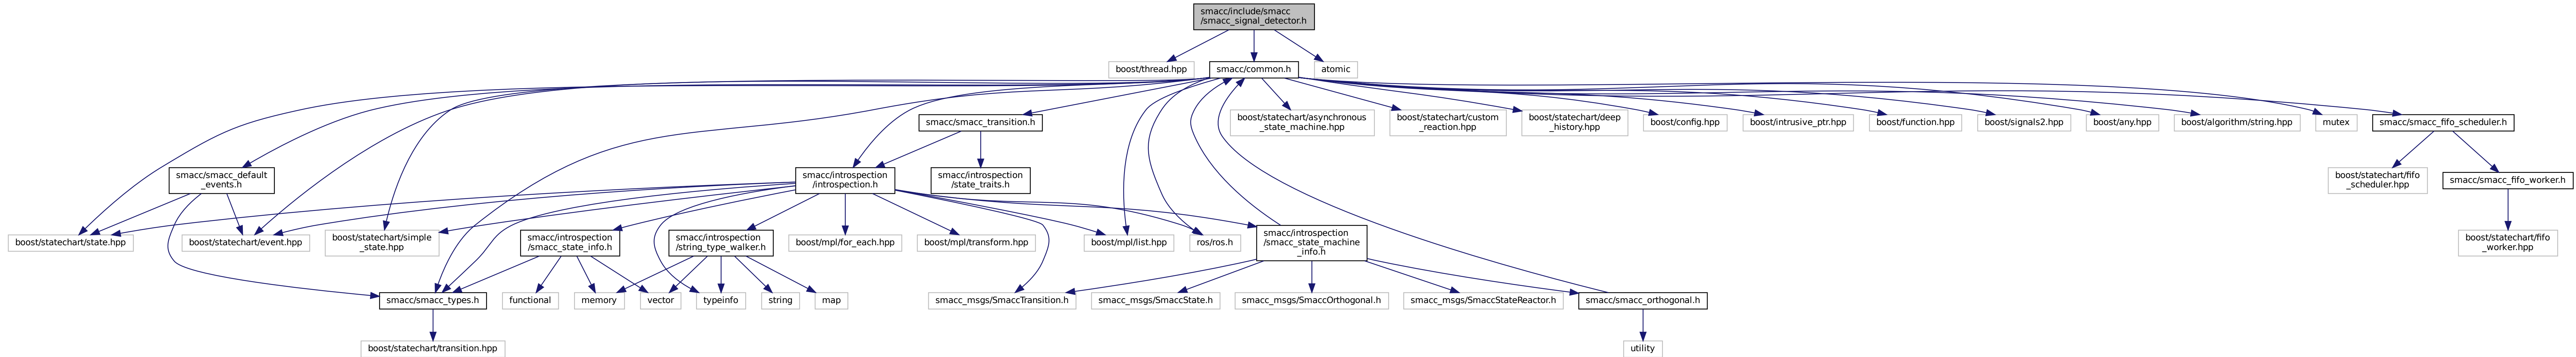 smacc/include/smacc
/smacc_signal_detector.h
boost/thread.hpp
smacc/common.h
atomic
smacc/smacc_transition.h
boost/statechart/asynchronous
_state_machine.hpp
boost/statechart/custom
_reaction.hpp
boost/statechart/deep
_history.hpp
boost/config.hpp
boost/intrusive_ptr.hpp
boost/function.hpp
boost/signals2.hpp
boost/any.hpp
boost/algorithm/string.hpp
mutex
smacc/smacc_fifo_scheduler.h
smacc/smacc_default
_events.h
smacc/introspection
/introspection.h
smacc/introspection
/state_traits.h
boost/statechart/fifo
_scheduler.hpp
smacc/smacc_fifo_worker.h
boost/statechart/state.hpp
boost/statechart/event.hpp
boost/statechart/simple
_state.hpp
smacc/introspection
/smacc_state_info.h
smacc/introspection
/string_type_walker.h
boost/mpl/for_each.hpp
boost/mpl/transform.hpp
boost/mpl/list.hpp
ros/ros.h
smacc/introspection
/smacc_state_machine
_info.h
boost/statechart/fifo
_worker.hpp
smacc/smacc_types.h
functional
memory
vector
typeinfo
string
map
smacc_msgs/SmaccTransition.h
smacc_msgs/SmaccState.h
smacc_msgs/SmaccOrthogonal.h
smacc_msgs/SmaccStateReactor.h
smacc/smacc_orthogonal.h
boost/statechart/transition.hpp
utility